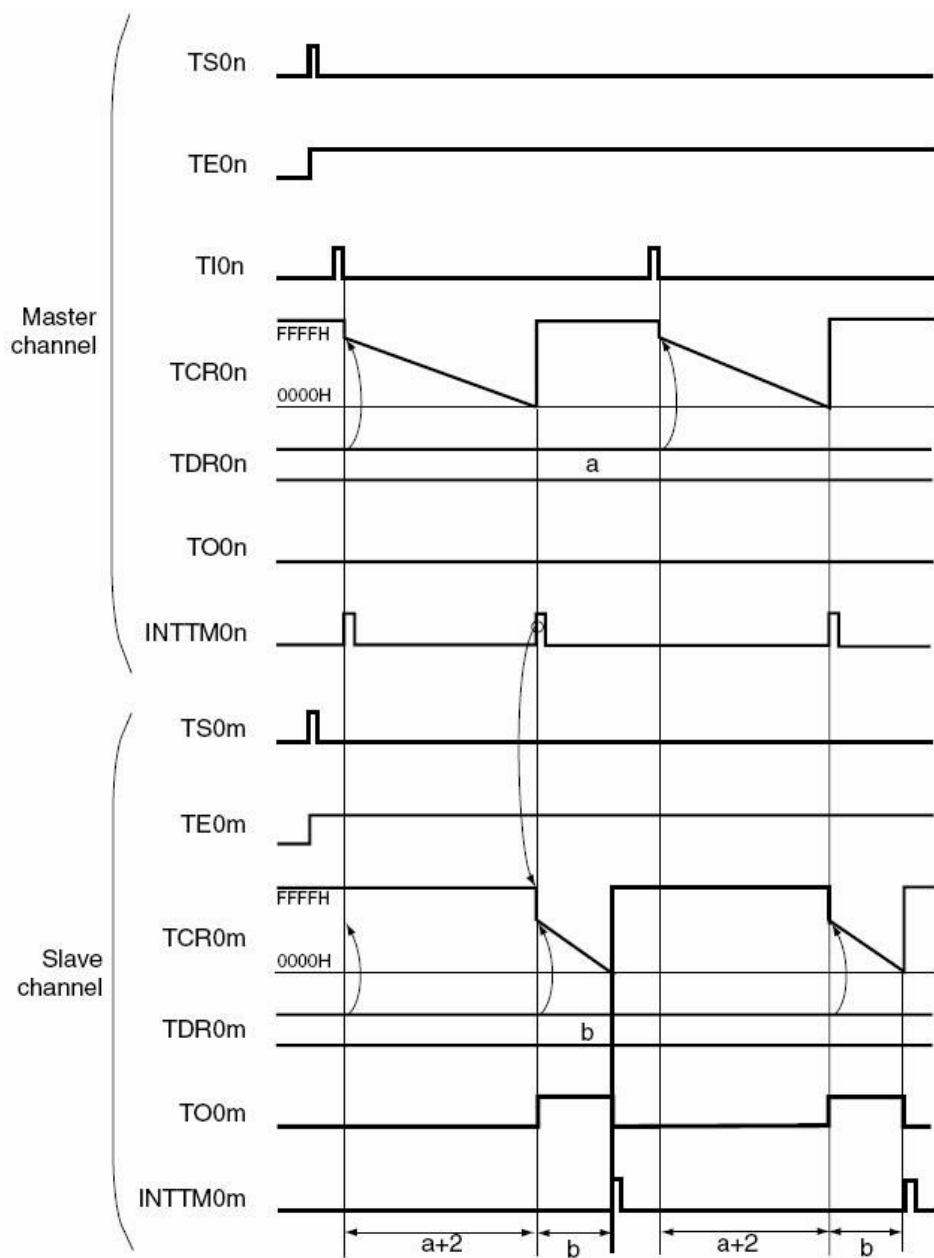 TS0n
TE0n
TI0n
Master
channel
FFFFH
TCR0n
0000H
TDR0n
a
TO0n
INTTM0n
TS0m
TE0m
FFFFH
TCR0m
Slave
channel
0000H
TDR0m
b
TO0m
INTTM0m
a+2 b a+2 b